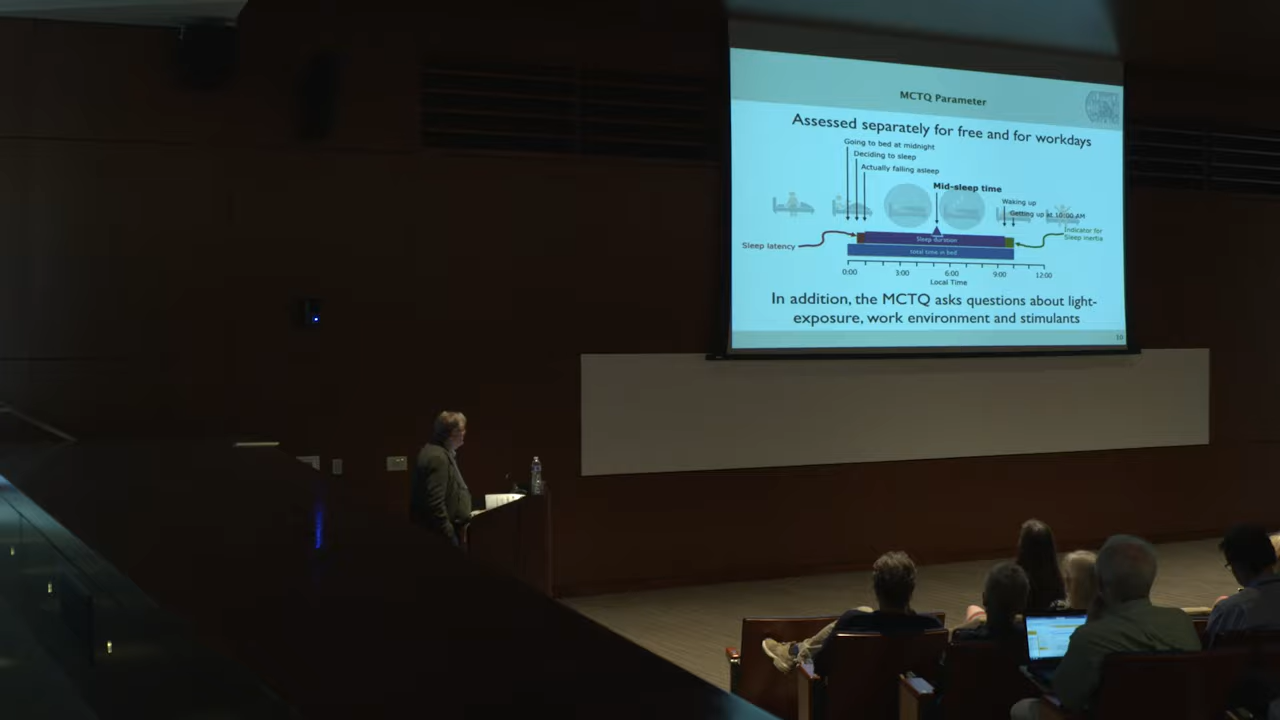 MCTQ Parameter
Assessed separately for free and for workdays
Going to bed at midnight
Deciding to sleep
Actually falling asleep
Mid-sleep time
Waking up
Getting up at 10:00 AM
Indicator for
Sleep inertia
Sleep latency
Sleep duration
total time in bed
0:00 3:00 6:00 9:00 12:00
Local Time
In addition, the MCTQ asks questions about light-
exposure, work environment and stimulants